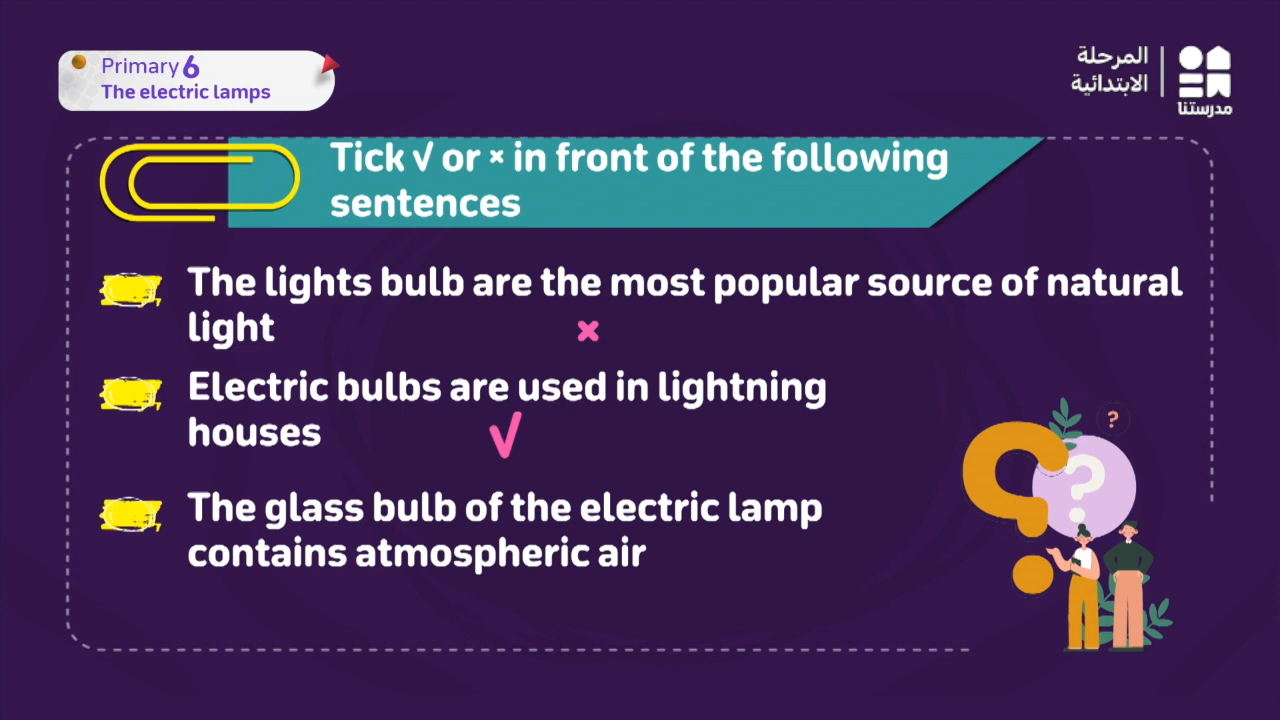 Primary 6
The electric lamps
المرحلة
الابتدائية
مدرستنا
Tick √ or × in front of the following
sentences
The lights bulb are the most popular source of natural
light ×
Electric bulbs are used in lightning
houses √
The glass bulb of the electric lamp
contains atmospheric air
?
?
?